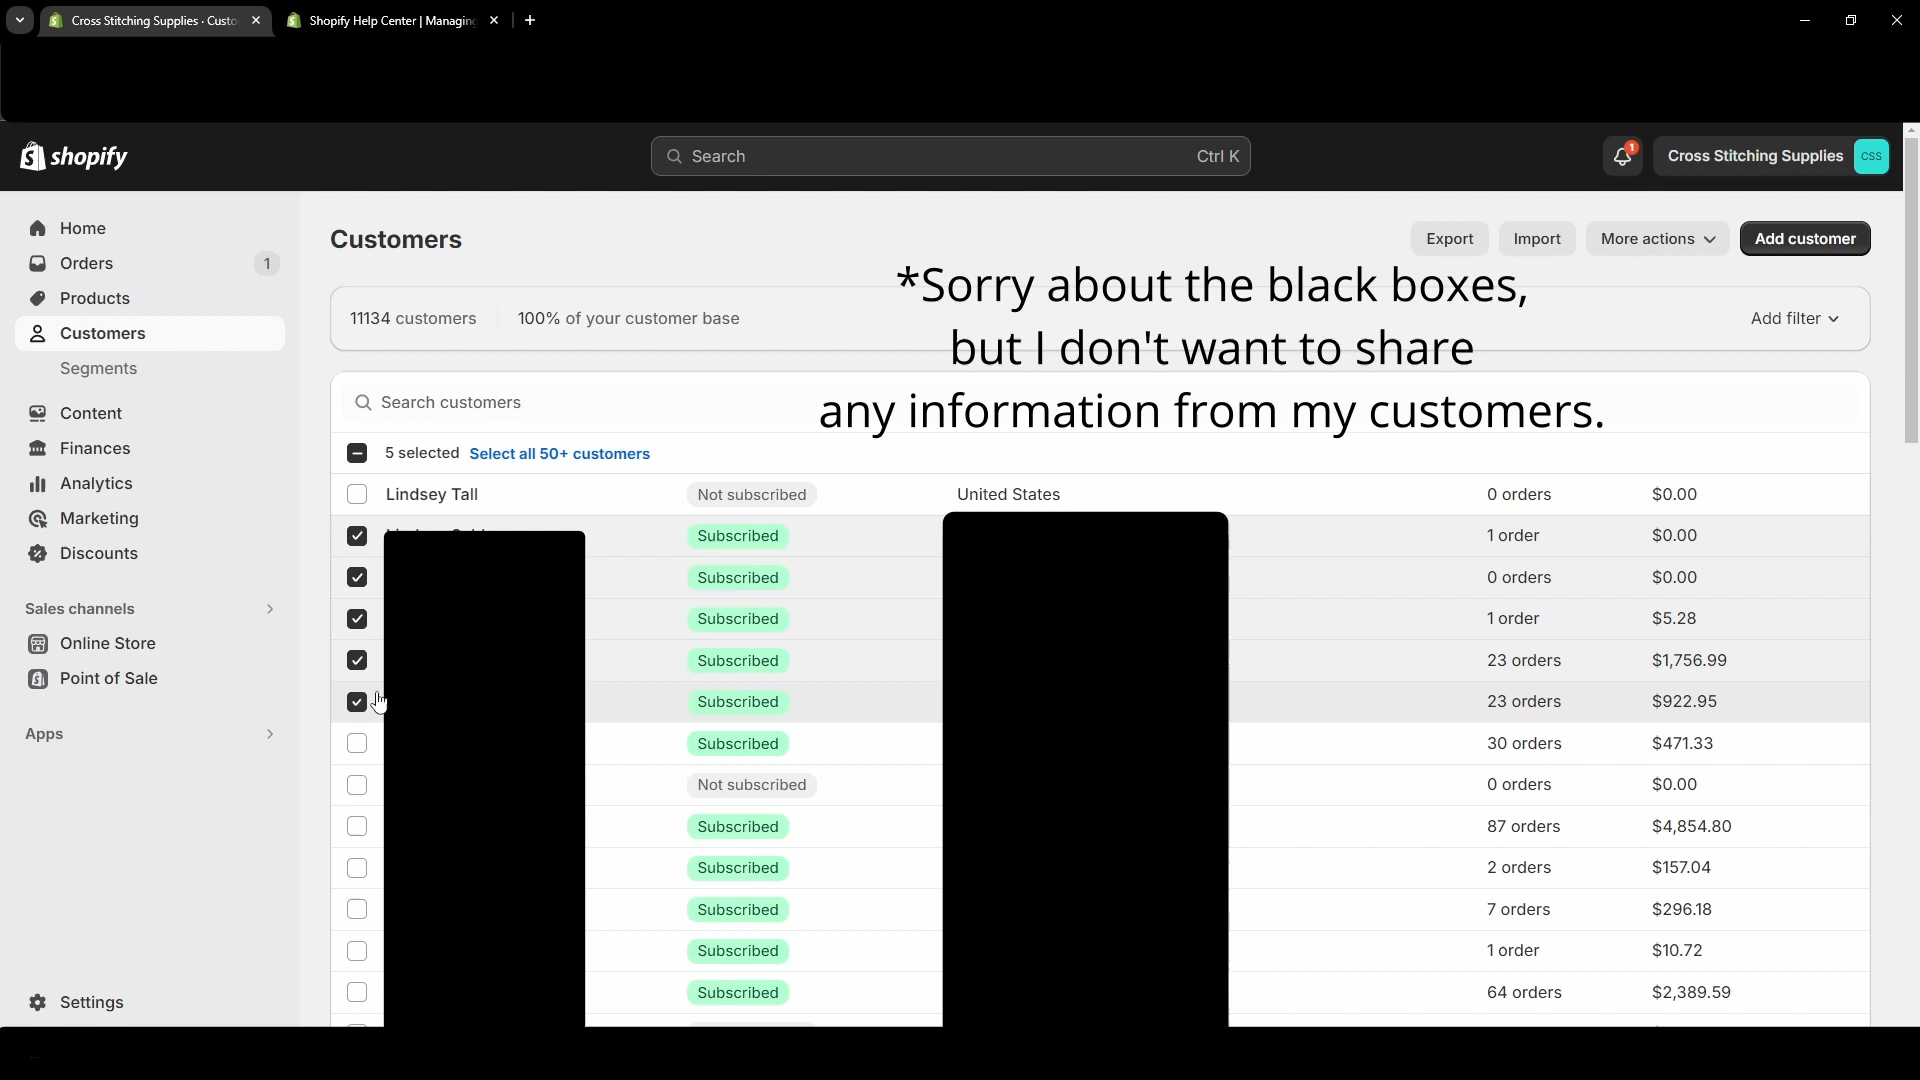 Cross Stitching Supplies · Custo
Shopify Help Center | Managing
shopify
Search
Ctrl K
1
Cross Stitching Supplies
CSS
Home
Orders
1
Products
Customers
Segments
Content
Finances
Analytics
Marketing
Discounts
Sales channels
Online Store
Point of Sale
Apps
Settings
Customers
Export
Import
More actions
Add customer
*Sorry about the black boxes,
but I don't want to share
any information from my customers.
11134 customers
100% of your customer base
Add filter
Search customers
5 selected Select all 50+ customers
Lindsey Tall Not subscribed United States 0 orders $0.00
Subscribed 1 order $0.00
Subscribed 0 orders $0.00
Subscribed 1 order $5.28
Subscribed 23 orders $1,756.99
Subscribed 23 orders $922.95
Subscribed 30 orders $471.33
Not subscribed 0 orders $0.00
Subscribed 87 orders $4,854.80
Subscribed 2 orders $157.04
Subscribed 7 orders $296.18
Subscribed 1 order $10.72
Subscribed 64 orders $2,389.59